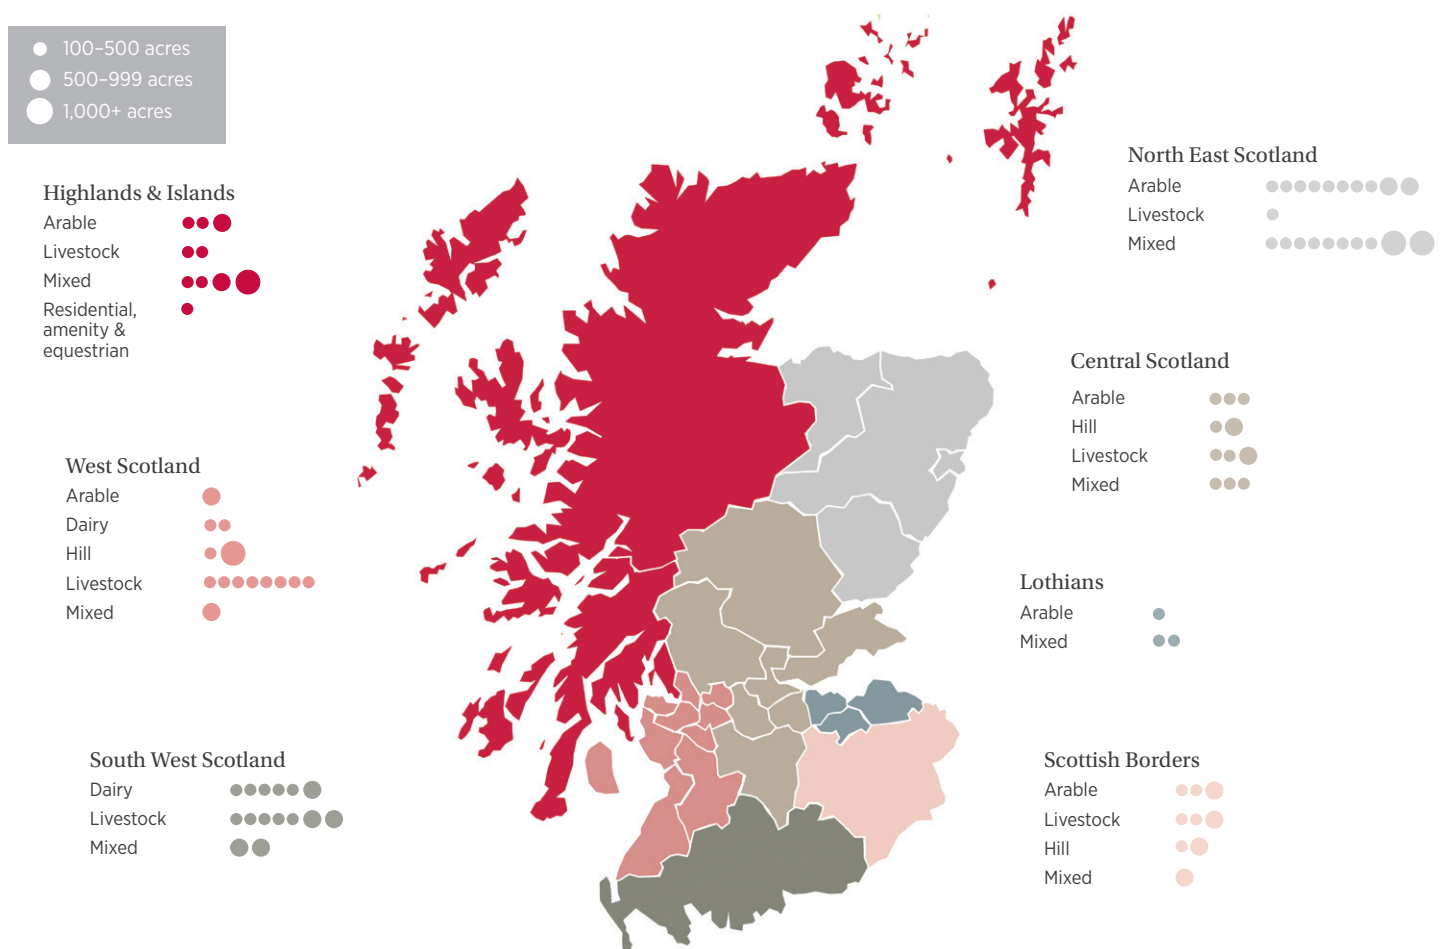 100–500 acres
500–999 acres
1,000+ acres
Highlands & Islands
Arable
Livestock
Mixed
Residential,
amenity &
equestrian
West Scotland
Arable
Dairy
Hill
Livestock
Mixed
South West Scotland
Dairy
Livestock
Mixed
North East Scotland
Arable
Livestock
Mixed
Central Scotland
Arable
Hill
Livestock
Mixed
Lothians
Arable
Mixed
Scottish Borders
Arable
Livestock
Hill
Mixed